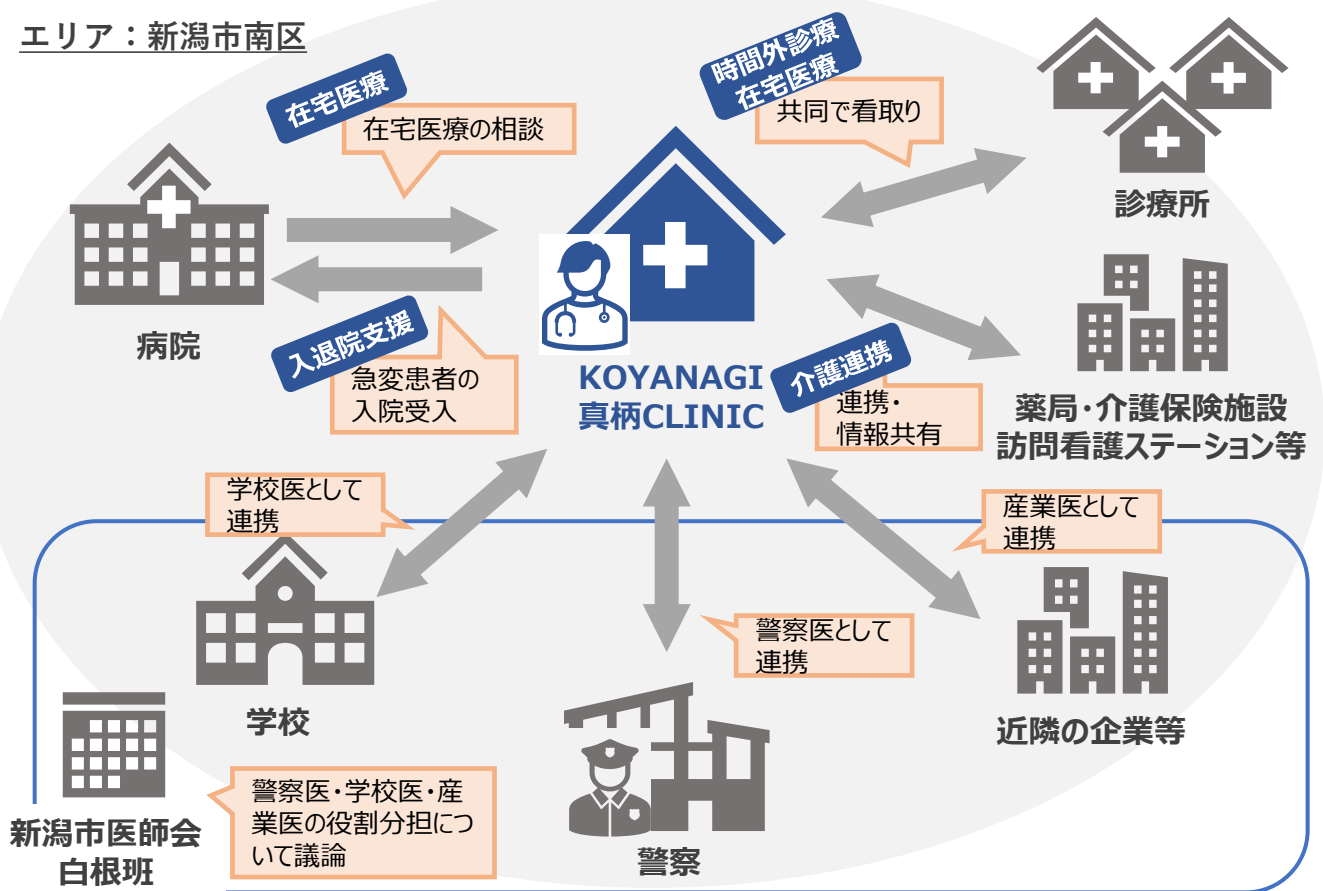 エリア：新潟市南区
在宅医療
在宅医療の相談
時間外診療
在宅医療
共同で看取り
診療所
病院
入退院支援
急変患者の
入院受入
KOYANAGI
真柄CLINIC
介護連携
連携・
情報共有
薬局・介護保険施設
訪問看護ステーション等
学校医として
連携
産業医として
連携
警察医として
連携
学校
近隣の企業等
新潟市医師会
白根班
警察医・学校医・産
業医の役割分担につ
いて議論
警察